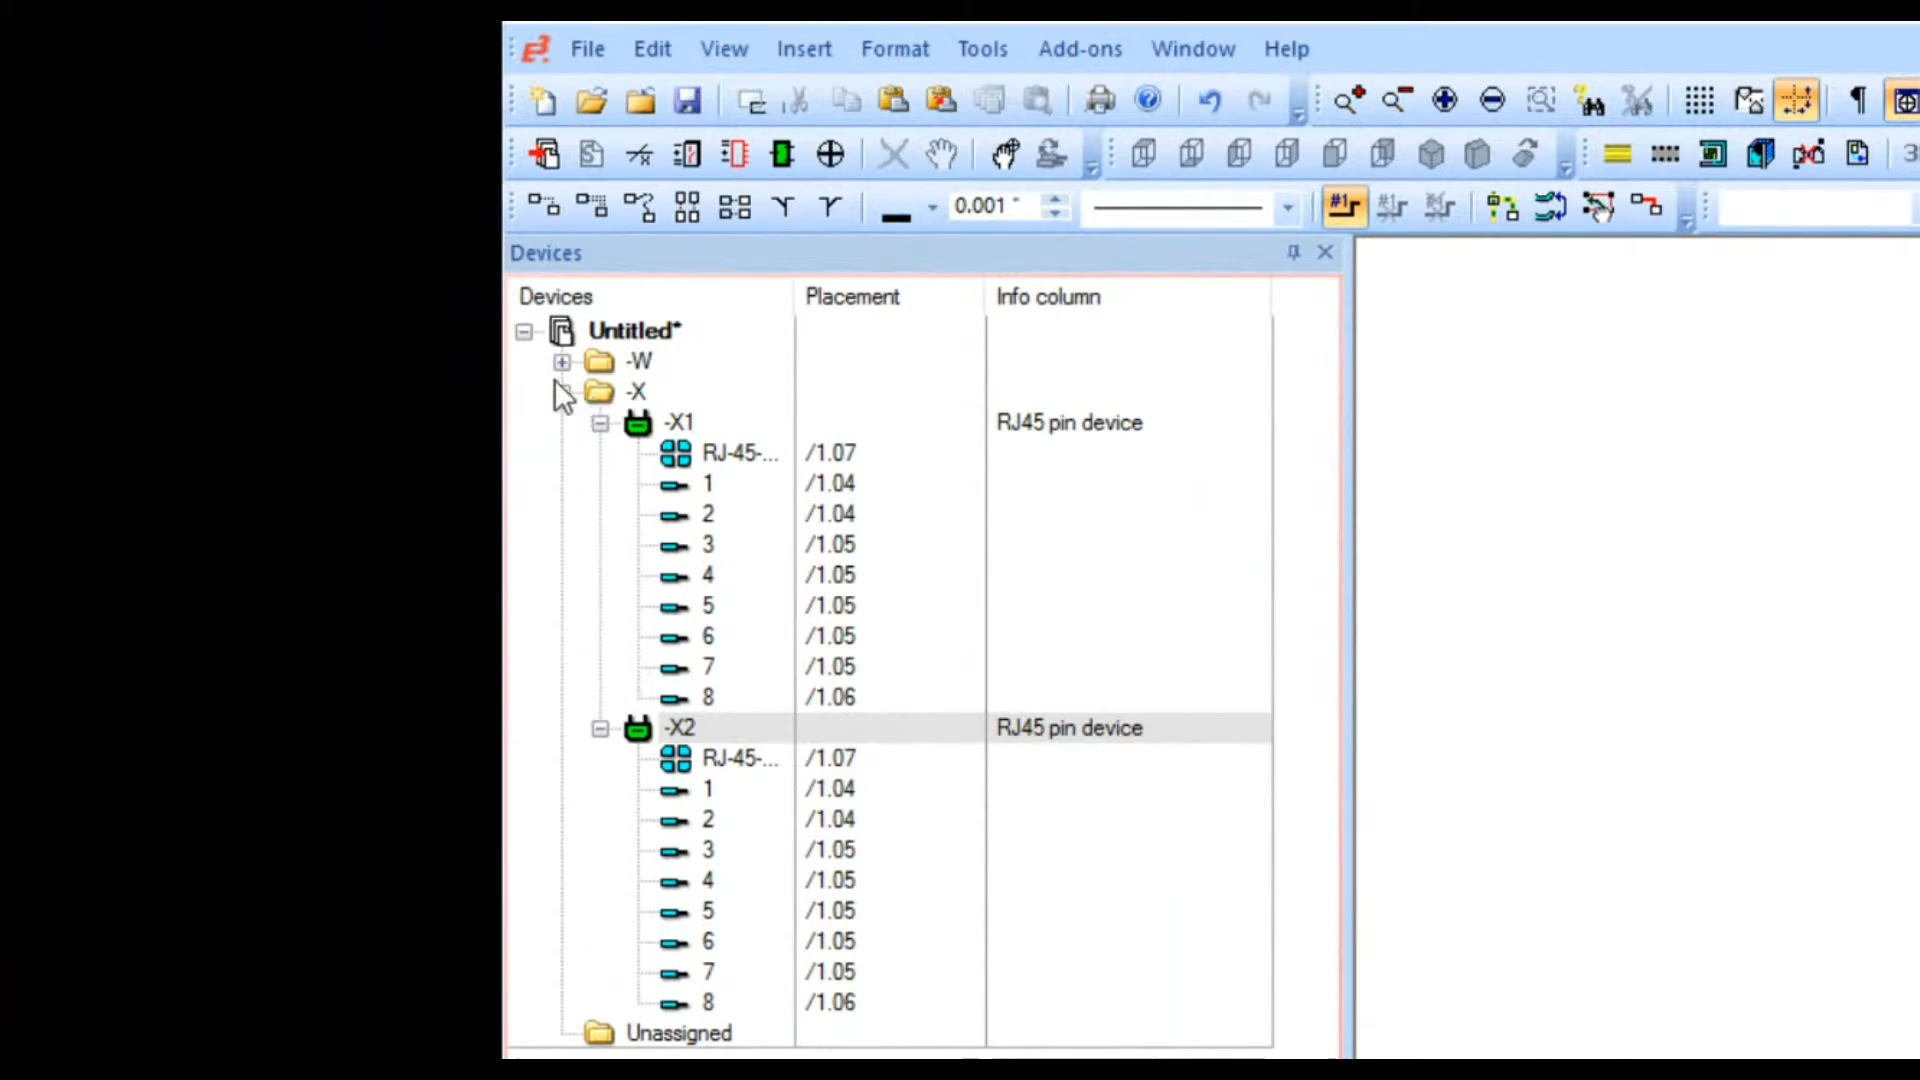 File Edit View Insert Format Tools Add-ons Window Help
0.001 "
Devices
Devices Placement Info column
Untitled*
-W
-X
-X1 RJ45 pin device
RJ-45-... /1.07
1 /1.04
2 /1.04
3 /1.05
4 /1.05
5 /1.05
6 /1.05
7 /1.05
8 /1.06
-X2 RJ45 pin device
RJ-45-... /1.07
1 /1.04
2 /1.04
3 /1.05
4 /1.05
5 /1.05
6 /1.05
7 /1.05
8 /1.06
Unassigned